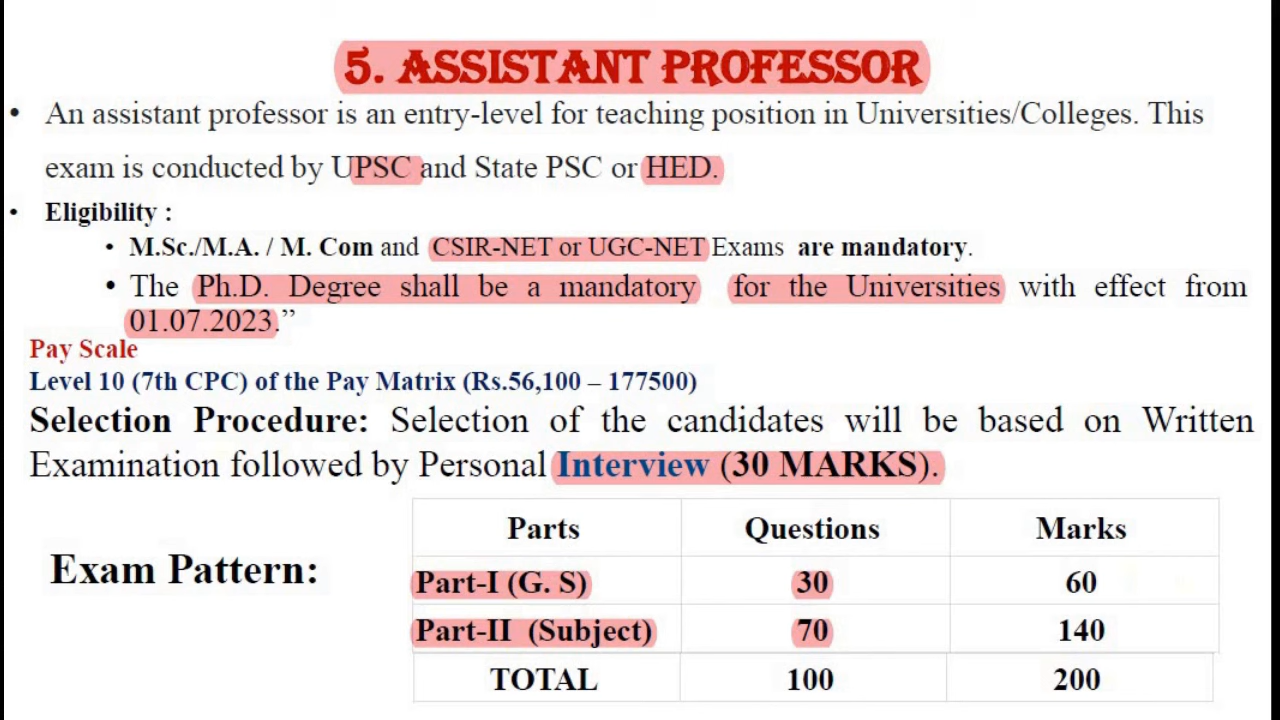 5. ASSISTANT PROFESSOR
• An assistant professor is an entry-level for teaching position in Universities/Colleges. This
exam is conducted by UPSC and State PSC or HED.
• Eligibility :
• M.Sc./M.A. / M. Com and CSIR-NET or UGC-NET Exams are mandatory.
• The Ph.D. Degree shall be a mandatory for the Universities with effect from
01.07.2023.”
Pay Scale
Level 10 (7th CPC) of the Pay Matrix (Rs.56,100 – 177500)
Selection Procedure: Selection of the candidates will be based on Written
Examination followed by Personal Interview (30 MARKS).
Exam Pattern:
Parts Questions Marks
Part-I (G. S) 30 60
Part-II (Subject) 70 140
TOTAL 100 200